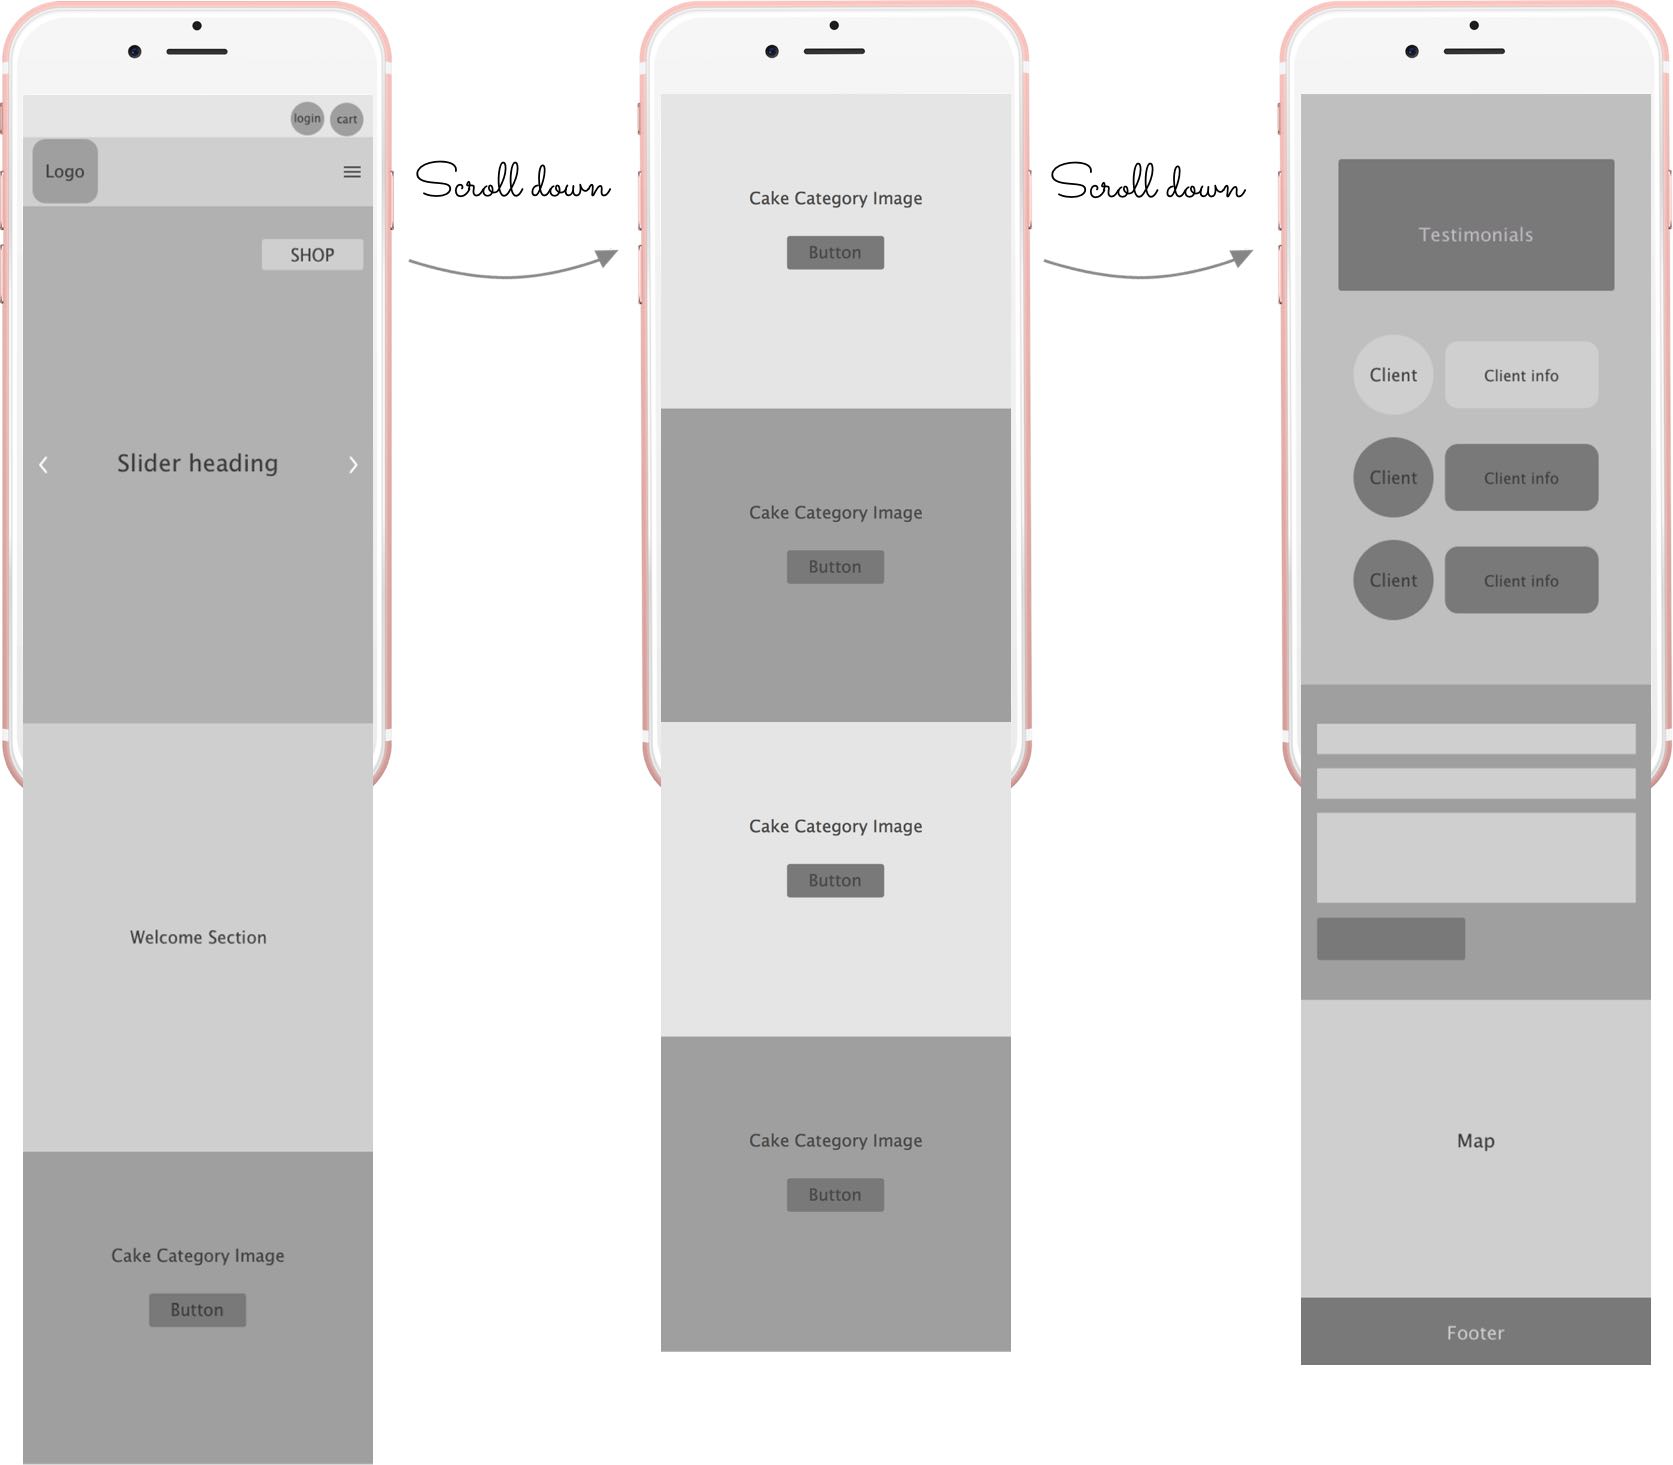 login cart
Logo
SHOP
Slider heading
Welcome Section
Cake Category Image
Button
Scroll down
Cake Category Image
Button
Cake Category Image
Button
Cake Category Image
Button
Cake Category Image
Button
Scroll down
Testimonials
Client Client info
Client Client info
Client Client info
Map
Footer